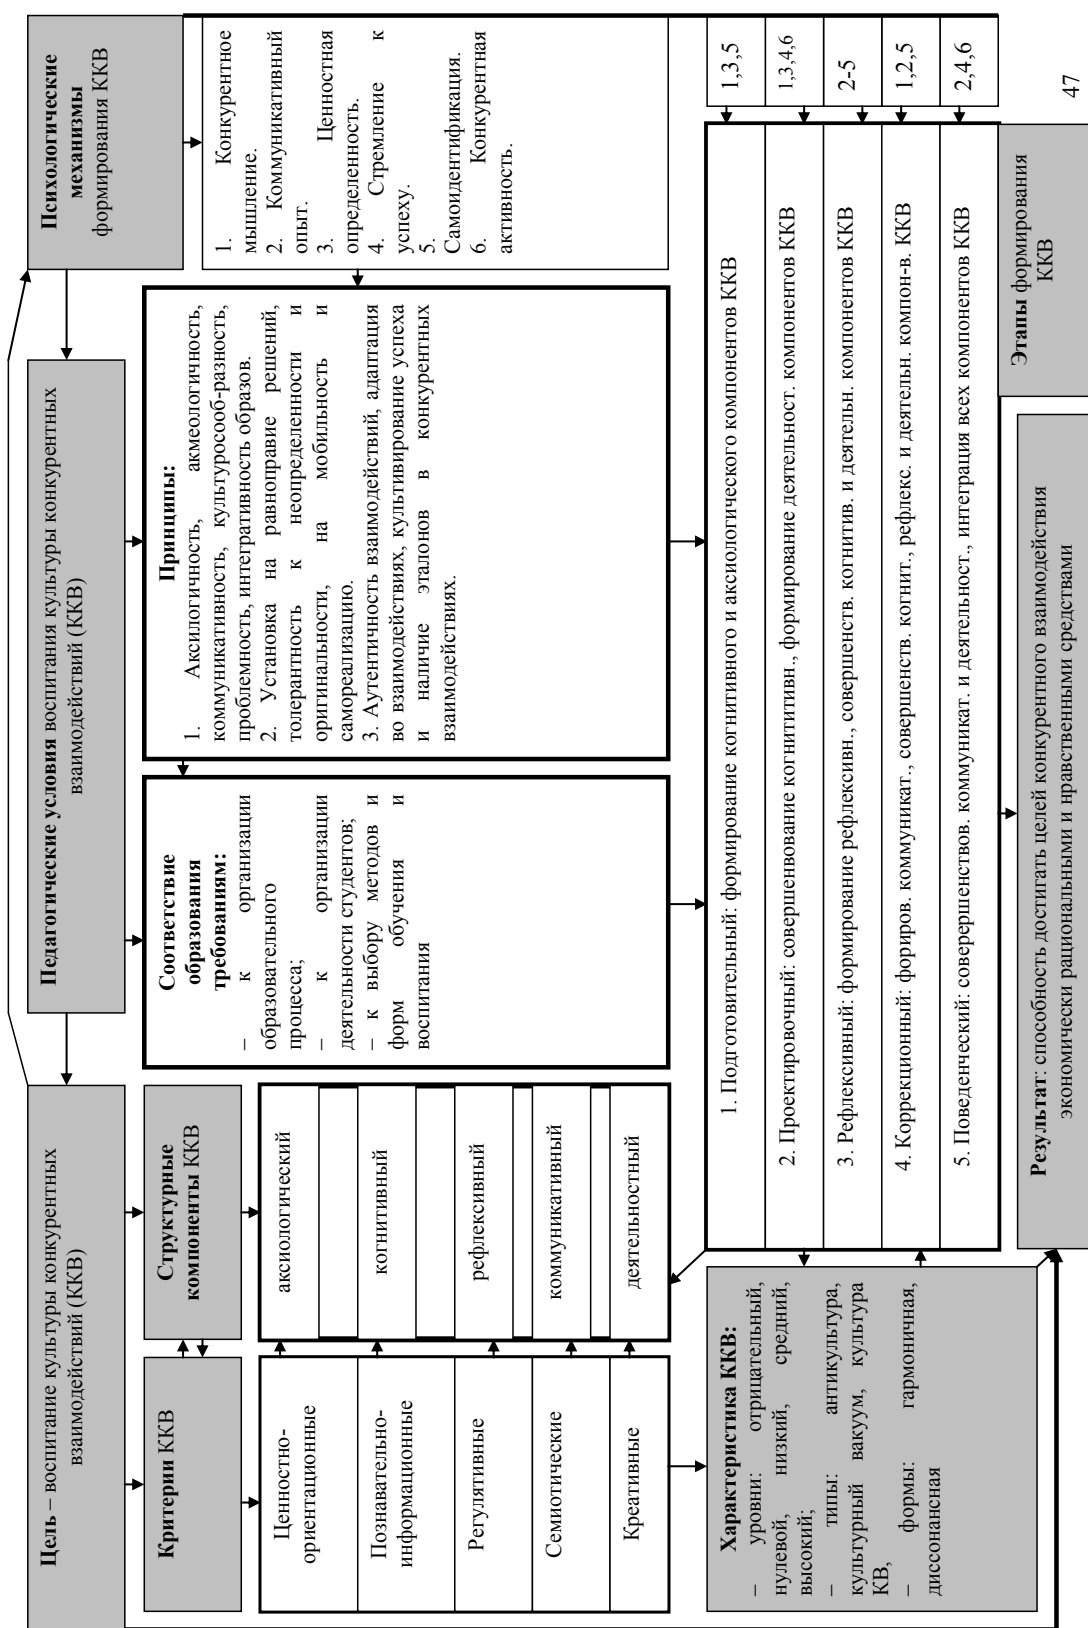 Цель – воспитание культуры конкурентных
взаимодействий (ККВ)
Педагогические условия воспитания культуры конкурентных
взаимодействий (ККВ)
Психологические
механизмы
формирования ККВ
Критерии ККВ
Структурные
компоненты ККВ
Ценностно-
ориентационные
Познавательно-
информационные
Регулятивные
Семиотические
Креативные
аксиологический
когнитивный
рефлексивный
коммуникативный
деятельностный
Соответствие
образования
требованиям:
– к организации
образовательного
процесса;
– к организации
деятельности студентов;
– к выбору методов и
форм обучения и
воспитания
Принципы:
1. Аксилогичность, акмеологичность,
коммуникативность, культуросооб-разность,
проблемность, интегративность образов.
2. Установка на равноправие решений,
толерантность к неопределенности и
оригинальности, на мобильность и
самореализацию.
3. Аутентичность взаимодействий, адаптация
во взаимодействиях, культивирование успеха
и наличие эталонов в конкурентных
взаимодействиях.
1. Конкурентное
мышление.
2. Коммуникативный
опыт.
3. Ценностная
определенность.
4. Стремление к
успеху.
5.
Самоидентификация.
6. Конкурентная
активность.
Характеристика ККВ:
– уровни: отрицательный,
нулевой, низкий, средний,
высокий;
– типы: антикультура,
культурный вакуум, культура
КВ,
– формы: гармоничная,
диссонансная
1. Подготовительный: формирование когнитивного и аксиологического компонентов ККВ
1,3,5
2. Проектировочный: совершенвование когнититивн., формирование деятельност. компонентов ККВ
1,3,4,6
3. Рефлексивный: формирование рефлексивн., совершенств. когнитив. и деятельн. компонентов ККВ
2-5
4. Коррекционный: фориров. коммуникат., совершенств. когнит., рефлекс. и деятельн. компон-в. ККВ
1,2,5
5. Поведенческий: соверершенствов. коммуникат. и деятельност., интеграция всех компонентов ККВ
2,4,6
Результат: способность достигать целей конкурентного взаимодействия
экономически рациональными и нравственными средствами
Этапы формирования
ККВ
47